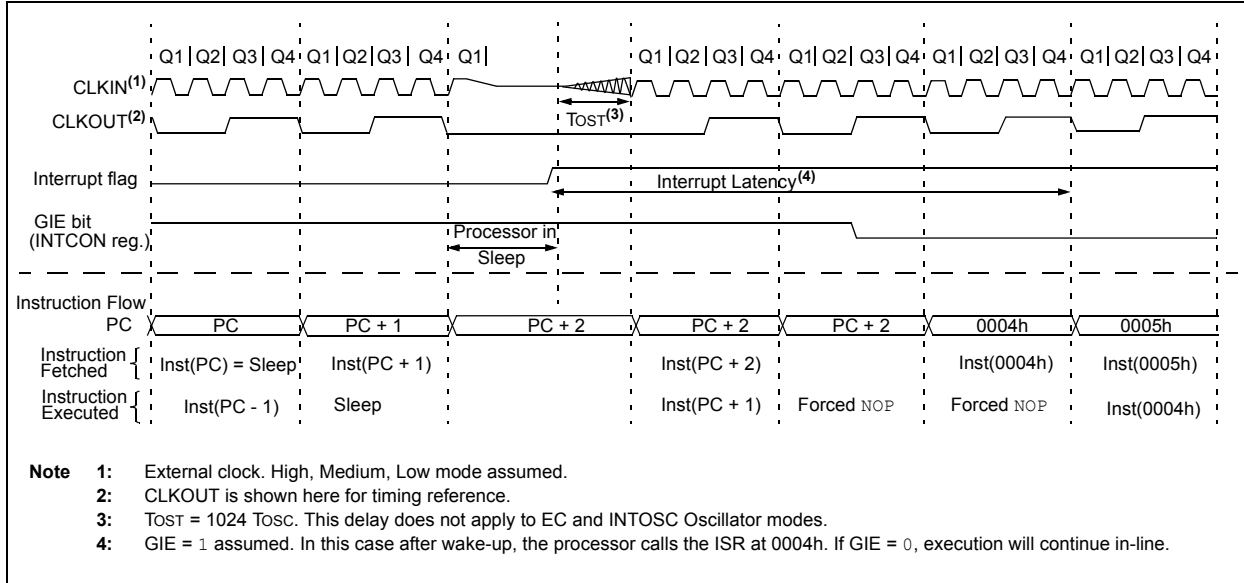 Q1 Q2 Q3 Q4 Q1 Q2 Q3 Q4 Q1 Q1 Q2 Q3 Q4 Q1 Q2 Q3 Q4 Q1 Q2 Q3 Q4 Q1 Q2 Q3 Q4
CLKIN(1)
CLKOUT(2)
TOST(3)
Interrupt flag
Interrupt Latency(4)
GIE bit
(INTCON reg.)
Processor in
Sleep
Instruction Flow
PC PC PC + 1 PC + 2 PC + 2 PC + 2 0004h 0005h
Instruction
Fetched
Inst(PC) = Sleep Inst(PC + 1) Inst(PC + 2) Inst(0004h) Inst(0005h)
Instruction
Executed
Inst(PC - 1) Sleep Inst(PC + 1) Forced NOP Forced NOP Inst(0004h)
Note 1: External clock. High, Medium, Low mode assumed.
2: CLKOUT is shown here for timing reference.
3: TOST = 1024 TOSC. This delay does not apply to EC and INTOSC Oscillator modes.
4: GIE = 1 assumed. In this case after wake-up, the processor calls the ISR at 0004h. If GIE = 0, execution will continue in-line.